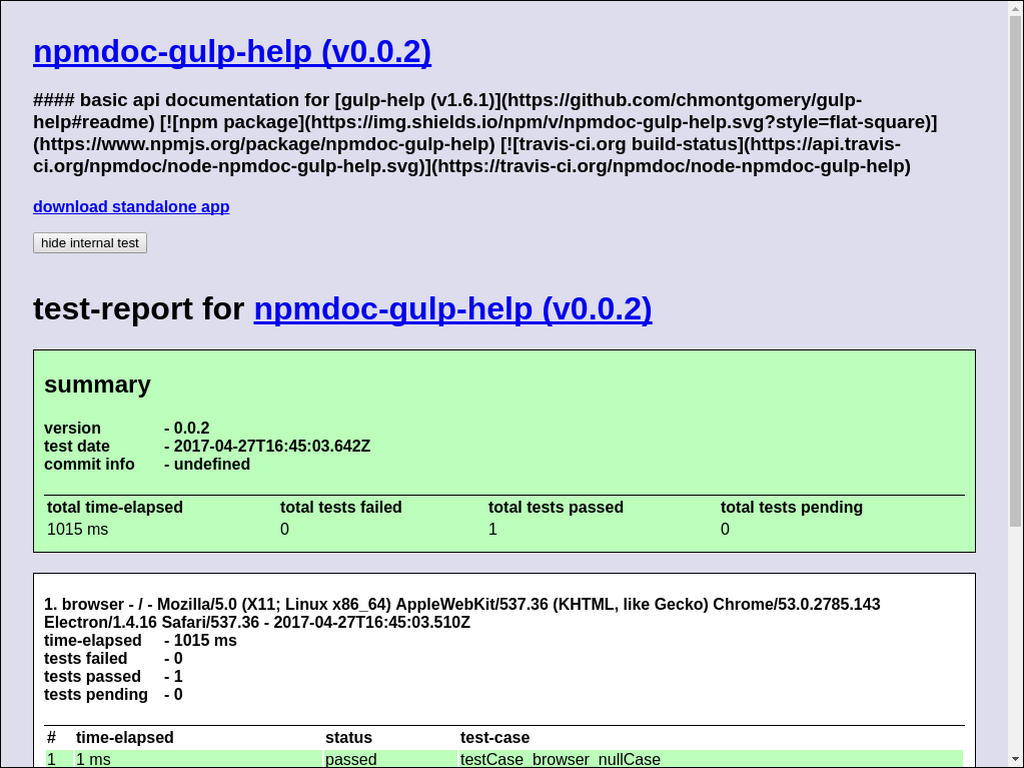 npmdoc-gulp-help (v0.0.2)
#### basic api documentation for [gulp-help (v1.6.1)](https://github.com/chmontgomery/gulp-
help#readme) [![npm package](https://img.shields.io/npm/v/npmdoc-gulp-help.svg?style=flat-square)]
(https://www.npmjs.org/package/npmdoc-gulp-help) [![travis-ci.org build-status](https://api.travis-
ci.org/npmdoc/node-npmdoc-gulp-help.svg)](https://travis-ci.org/npmdoc/node-npmdoc-gulp-help)
download standalone app
hide internal test
test-report for npmdoc-gulp-help (v0.0.2)
summary
version - 0.0.2
test date - 2017-04-27T16:45:03.642Z
commit info - undefined
total time-elapsed total tests failed total tests passed total tests pending
1015 ms 0 1 0
1. browser - / - Mozilla/5.0 (X11; Linux x86_64) AppleWebKit/537.36 (KHTML, like Gecko) Chrome/53.0.2785.143
Electron/1.4.16 Safari/537.36 - 2017-04-27T16:45:03.510Z
time-elapsed - 1015 ms
tests failed - 0
tests passed - 1
tests pending - 0
# time-elapsed status test-case
1 1 ms passed testCase_browser_nullCase